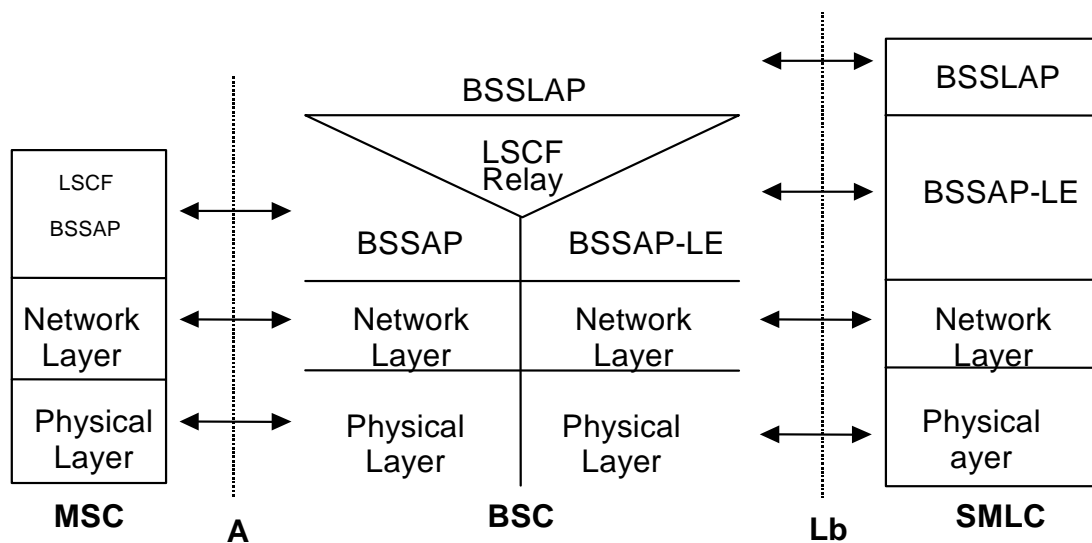 BSSLAP
LSCF
Relay
BSSAP
BSSAP-LE
Network
Layer
Network
Layer
Physical
Layer
Physical
Layer
BSC
LSCF
BSSAP
Network
Layer
Physical
Layer
MSC
A
BSSLAP
BSSAP-LE
Network
Layer
Physical
ayer
SMLC
Lb